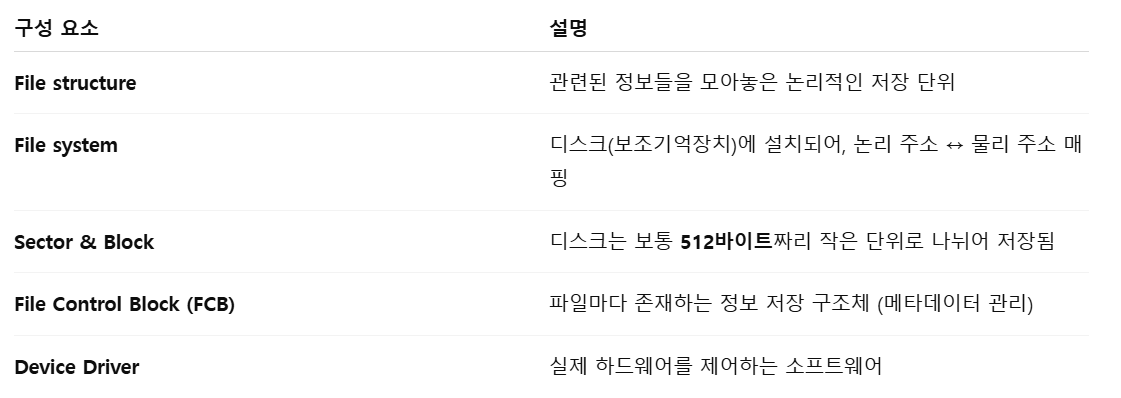 구성 요소 설명
File structure 관련된 정보들을 모아놓은 논리적인 저장 단위
File system 디스크(보조기억장치)에 설치되어, 논리 주소 ↔ 물리 주소 매
핑
Sector & Block 디스크는 보통 512바이트짜리 작은 단위로 나뉘어 저장됨
File Control Block (FCB) 파일마다 존재하는 정보 저장 구조체 (메타데이터 관리)
Device Driver 실제 하드웨어를 제어하는 소프트웨어